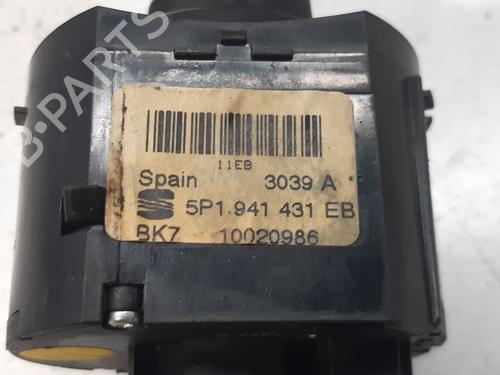 B-PARTS
11EB
Spain 3039 A
5P1.941 431 EB
BK7 10020986